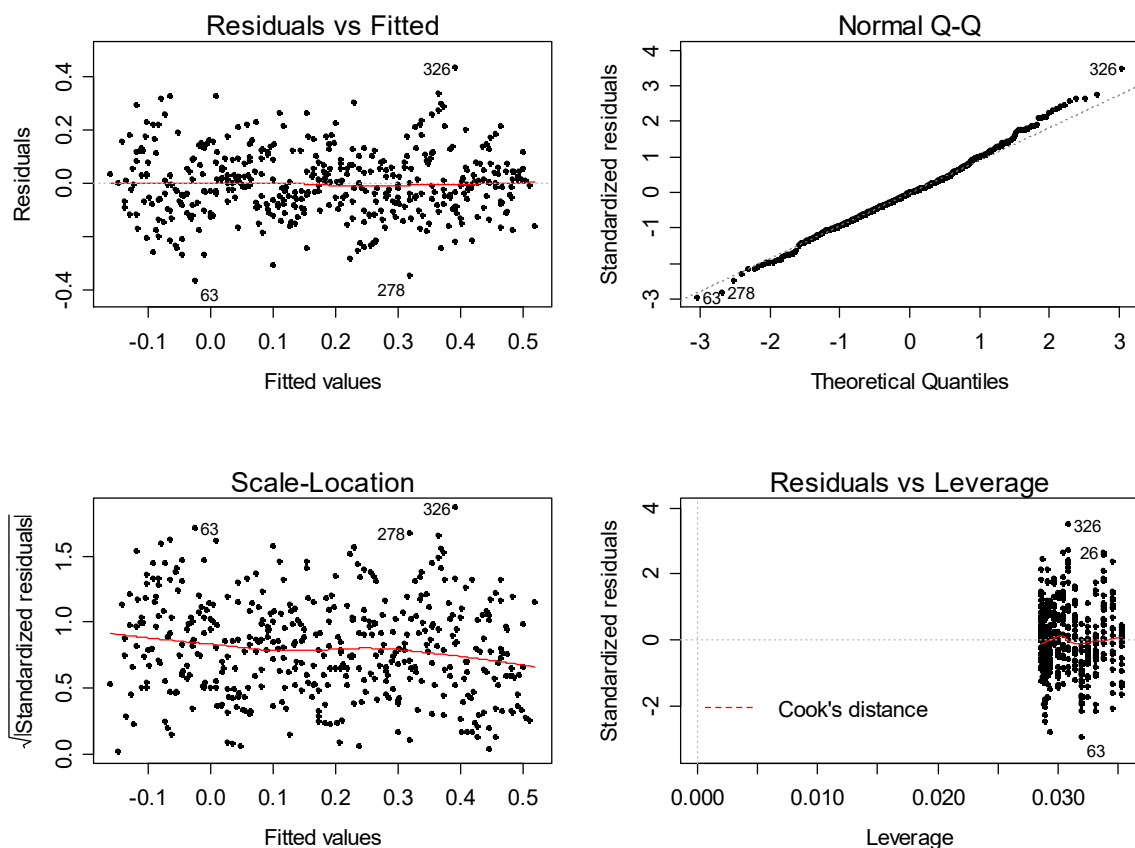 Residuals vs Fitted
Residuals
0.4
0.2
0.0
-0.4
326
63
278
-0.1 0.0 0.1 0.2 0.3 0.4 0.5
Fitted values
Normal Q-Q
Standardized residuals
4
3
2
1
0
-1
-3
326
63
278
-3 -2 -1 0 1 2 3
Theoretical Quantiles
Scale-Location
√|Standardized residuals|
1.5
1.0
0.5
0.0
63
278
326
-0.1 0.0 0.1 0.2 0.3 0.4 0.5
Fitted values
Residuals vs Leverage
Standardized residuals
4
2
0
-2
326
26
63
Cook's distance
0.000 0.010 0.020 0.030
Leverage